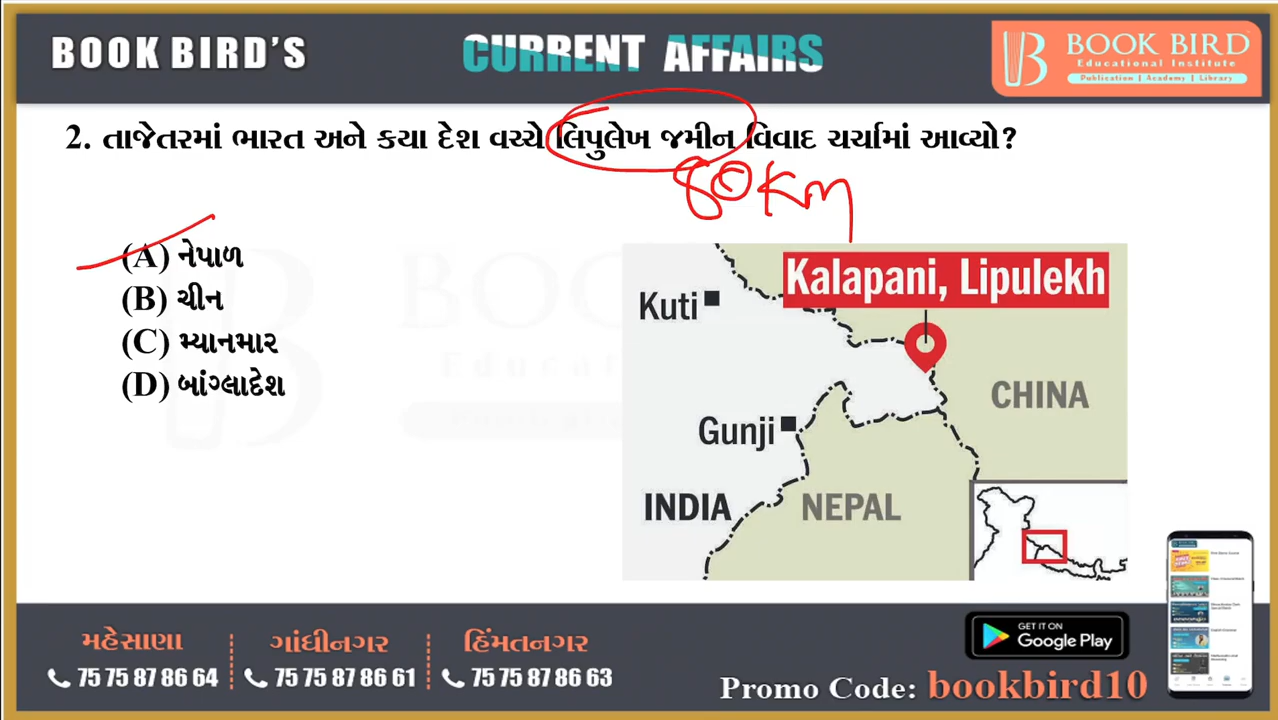 BOOK BIRD'S
CURRENT AFFAIRS
BOOK BIRD
Educational Institute
Publication | Academy | Library
2. તાજેતરમાં ભારત અને કયા દેશ વચ્ચે લિપુલેખ જમીન વિવાદ ચર્ચામાં આવ્યો?
80 Km
(A) નેપાળ
(B) ચીન
(C) મ્યાનમાર
(D) બાંગ્લાદેશ
Kalapani, Lipulekh
Kuti
CHINA
Gunji
INDIA
NEPAL
મહેસાણા
75 75 87 86 64
ગાંધીનગર
75 75 87 86 61
હિંમતનગર
75 75 87 86 63
GET IT ON
Google Play
Promo Code: bookbird10